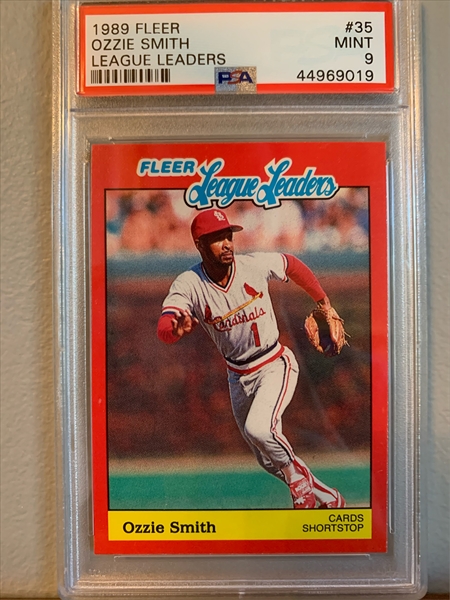 1989 FLEER #35
OZZIE SMITH MINT
LEAGUE LEADERS 9
PSA 44969019
FLEER League Leaders
Cardinals
1
Ozzie Smith
CARDS
SHORTSTOP